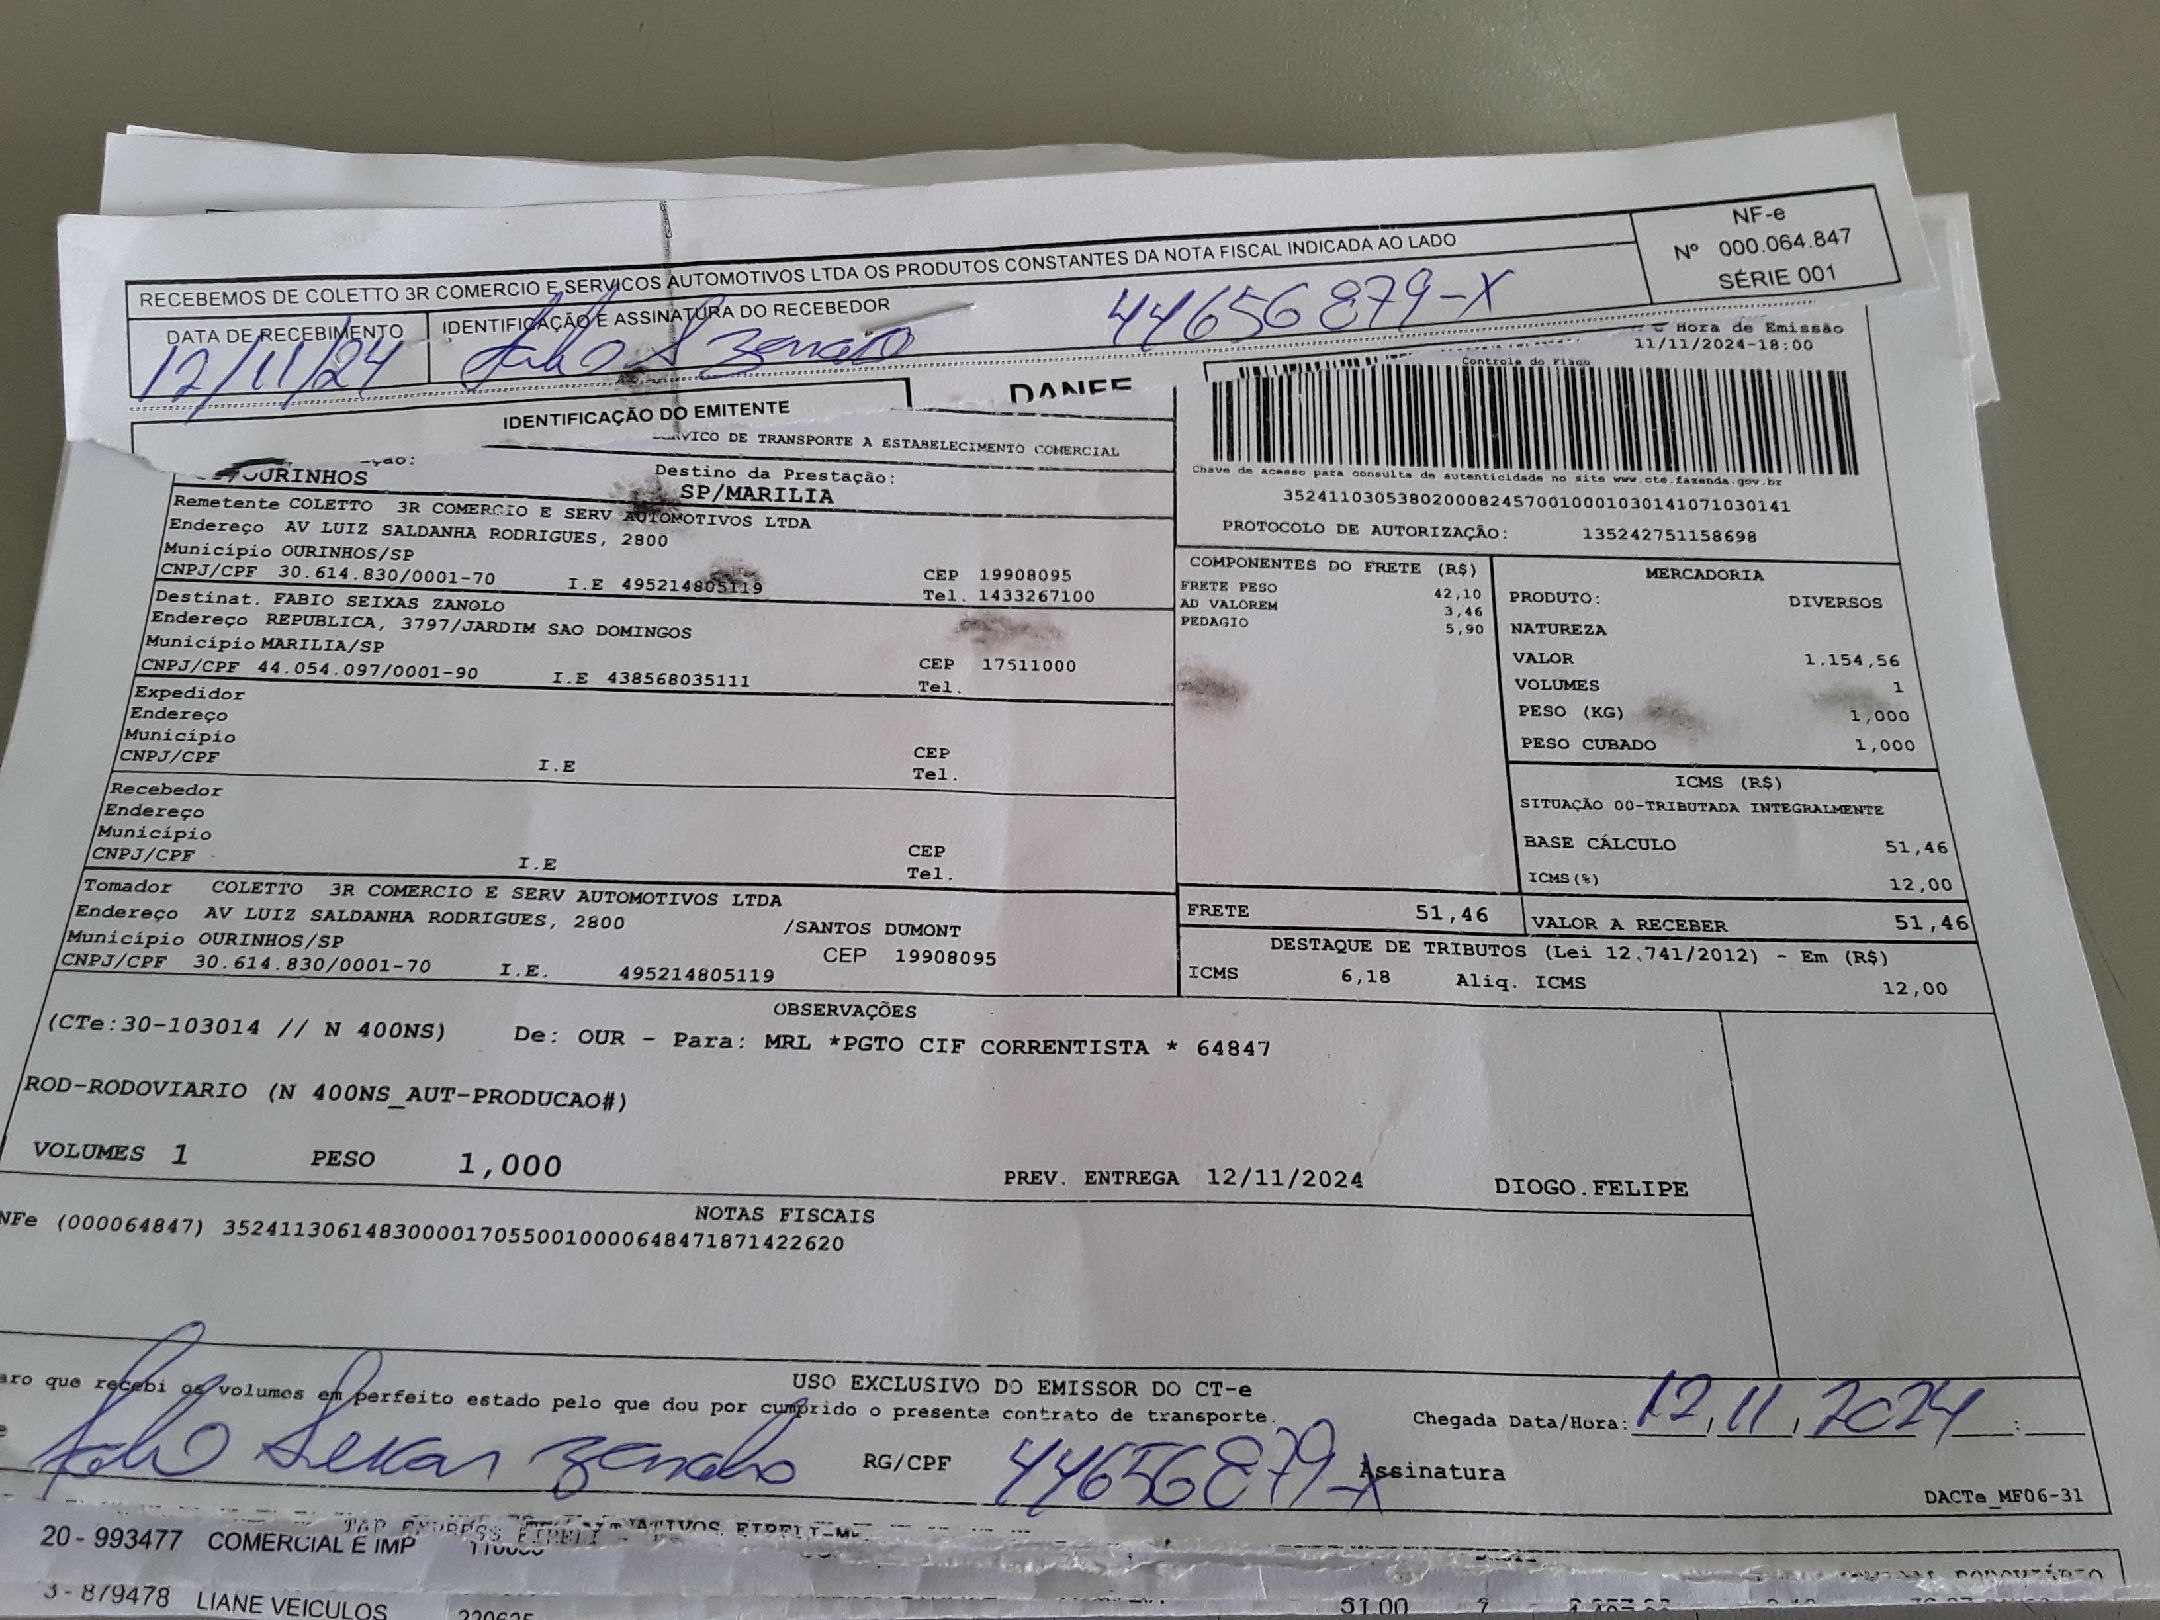 RECEBEMOS DE COLETTO 3R COMERCIO E SERVICOS AUTOMOTIVOS LTDA OS PRODUTOS CONSTANTES DA NOTA FISCAL INDICADA AO LADO
NF-e
Nº 000.064.847
SÉRIE 001
DATA DE RECEBIMENTO
12/11/24
IDENTIFICAÇÃO E ASSINATURA DO RECEBEDOR
44656879-X
Hora de Emissão
11/11/2024-18:00
IDENTIFICAÇÃO DO EMITENTE
DANFE
Controle do Fisco
DE TRANSPORTE A ESTABELECIMENTO COMERCIAL
OURINHOS
Destino da Prestação:
SP/MARILIA
Chave de acesso para consulta de autenticidade no site www.cte.fazenda.gov.br
35241103053802000824570010001030141071030141
PROTOCOLO DE AUTORIZAÇÃO: 135242751158698
Remetente COLETTO 3R COMERCIO E SERV AUTOMOTIVOS LTDA
Endereço AV LUIZ SALDANHA RODRIGUES, 2800
Município OURINHOS/SP
CEP 19908095
CNPJ/CPF 30.614.830/0001-70 I.E 495214805119
Tel. 1433267100
Destinat. FABIO SEIXAS ZANOLO
Endereço REPUBLICA, 3797/JARDIM SAO DOMINGOS
Município MARILIA/SP
CEP 17511000
CNPJ/CPF 44.054.097/0001-90 I.E 438568035111
Tel.
Expedidor
Endereço
Município
CEP
CNPJ/CPF I.E
Tel.
Recebedor
Endereço
Município
CEP
CNPJ/CPF I.E
Tel.
Tomador COLETTO 3R COMERCIO E SERV AUTOMOTIVOS LTDA
Endereço AV LUIZ SALDANHA RODRIGUES, 2800 /SANTOS DUMONT
Município OURINHOS/SP CEP 19908095
CNPJ/CPF 30.614.830/0001-70 I.E. 495214805119
COMPONENTES DO FRETE (R$)
FRETE PESO 42,10
AD VALOREM 3,46
PEDAGIO 5,90
MERCADORIA
PRODUTO: DIVERSOS
NATUREZA
VALOR 1.154,56
VOLUMES 1
PESO (KG) 1,000
PESO CUBADO 1,000
ICMS (R$)
SITUAÇÃO 00-TRIBUTADA INTEGRALMENTE
BASE CÁLCULO 51,46
ICMS(%) 12,00
FRETE 51,46 VALOR A RECEBER 51,46
DESTAQUE DE TRIBUTOS (Lei 12.741/2012) - Em (R$)
ICMS 6,18 Aliq. ICMS 12,00
OBSERVAÇÕES
(CTe:30-103014 // N 400NS) De: OUR - Para: MRL *PGTO CIF CORRENTISTA * 64847
ROD-RODOVIARIO (N 400NS_AUT-PRODUCAO#)
VOLUMES 1 PESO 1,000 PREV. ENTREGA 12/11/2024 DIOGO.FELIPE
NOTAS FISCAIS
NFe (000064847) 35241130614830000170550010000648471871422620
USO EXCLUSIVO DO EMISSOR DO CT-e
aro que recebi os volumes em perfeito estado pelo que dou por cumprido o presente contrato de transporte.
Chegada Data/Hora: 12, 11, 2024 :
RG/CPF 44656879-X Assinatura
DACTe_MF06-31
20 - 993477 COMERCIAL E IMP
3 - 879478 LIANE VEICULOS